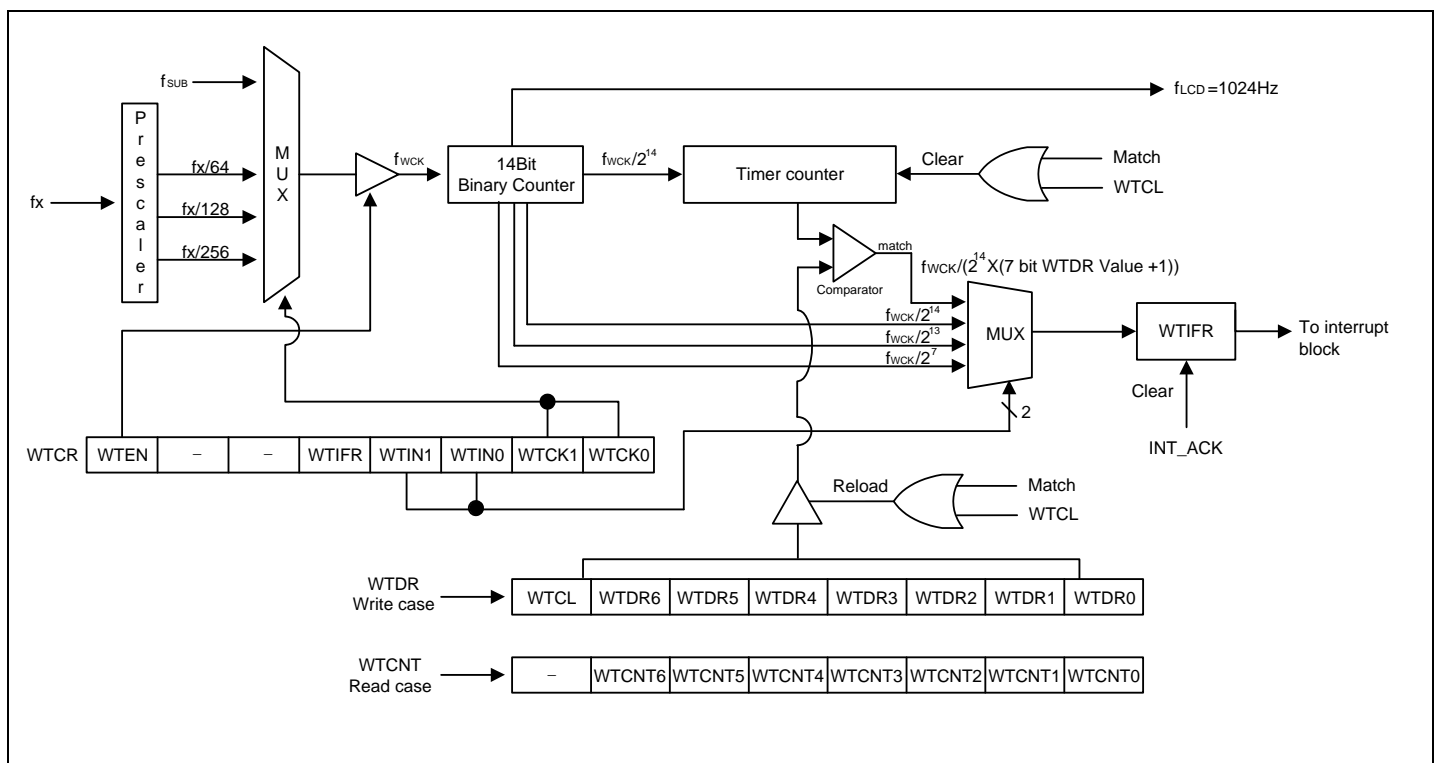 fSUB
Prescaler
fx
fx/64
fx/128
fx/256
MUX
fWCK
14Bit
Binary Counter
fLCD=1024Hz
fWCK/2^14
Timer counter
Clear
Match
WTCL
match
Comparator
fWCK/(2^14 X(7 bit WTDR Value +1))
fWCK/2^14
fWCK/2^13
fWCK/2^7
MUX
2
WTIFR
To interrupt
block
Clear
INT_ACK
WTCR WTEN – – WTIFR WTIN1 WTIN0 WTCK1 WTCK0
Reload
Match
WTCL
WTDR
Write case
WTCL WTDR6 WTDR5 WTDR4 WTDR3 WTDR2 WTDR1 WTDR0
WTCNT
Read case
– WTCNT6 WTCNT5 WTCNT4 WTCNT3 WTCNT2 WTCNT1 WTCNT0